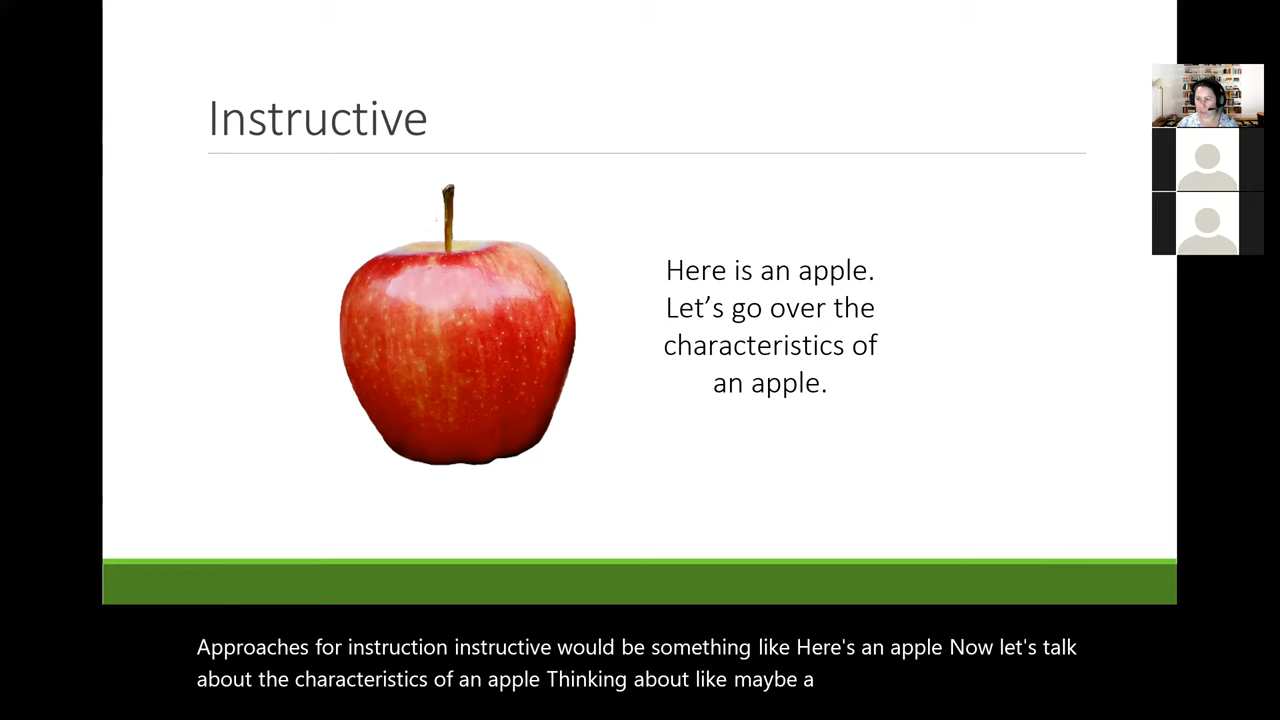 Instructive
Here is an apple.
Let’s go over the
characteristics of
an apple.
Approaches for instruction instructive would be something like Here's an apple Now let's talk
about the characteristics of an apple Thinking about like maybe a